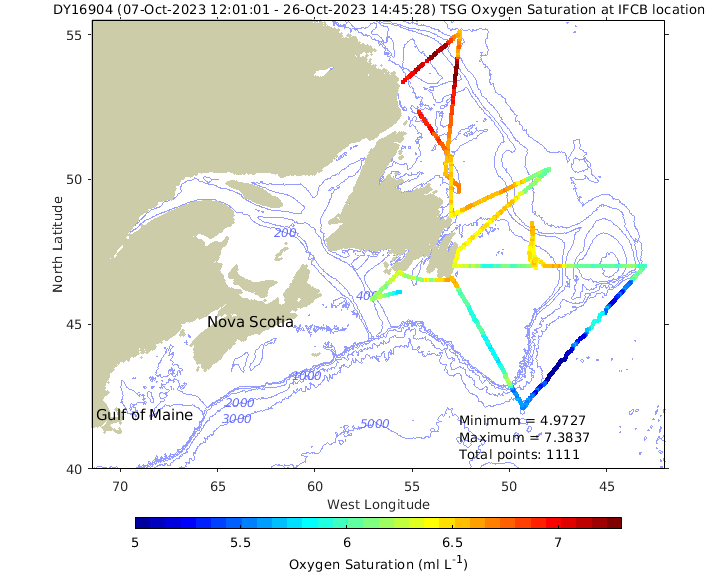 DY16904 (07-Oct-2023 12:01:01 - 26-Oct-2023 14:45:28) TSG Oxygen Saturation at IFCB location
55
50
45
40
North Latitude
200
400
Nova Scotia
1000
Gulf of Maine
2000
3000
5000
Minimum = 4.9727
Maximum = 7.3837
Total points: 1111
70 65 60 55 50 45
West Longitude
5 5.5 6 6.5 7
Oxygen Saturation (ml L-1)